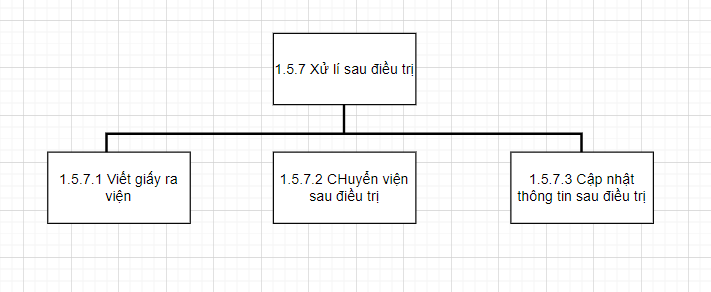 1.5.7 Xử lí sau điều trị
1.5.7.1 Viết giấy ra
viện
1.5.7.2 CHuyển viện
sau điều trị
1.5.7.3 Cập nhật
thông tin sau điều trị